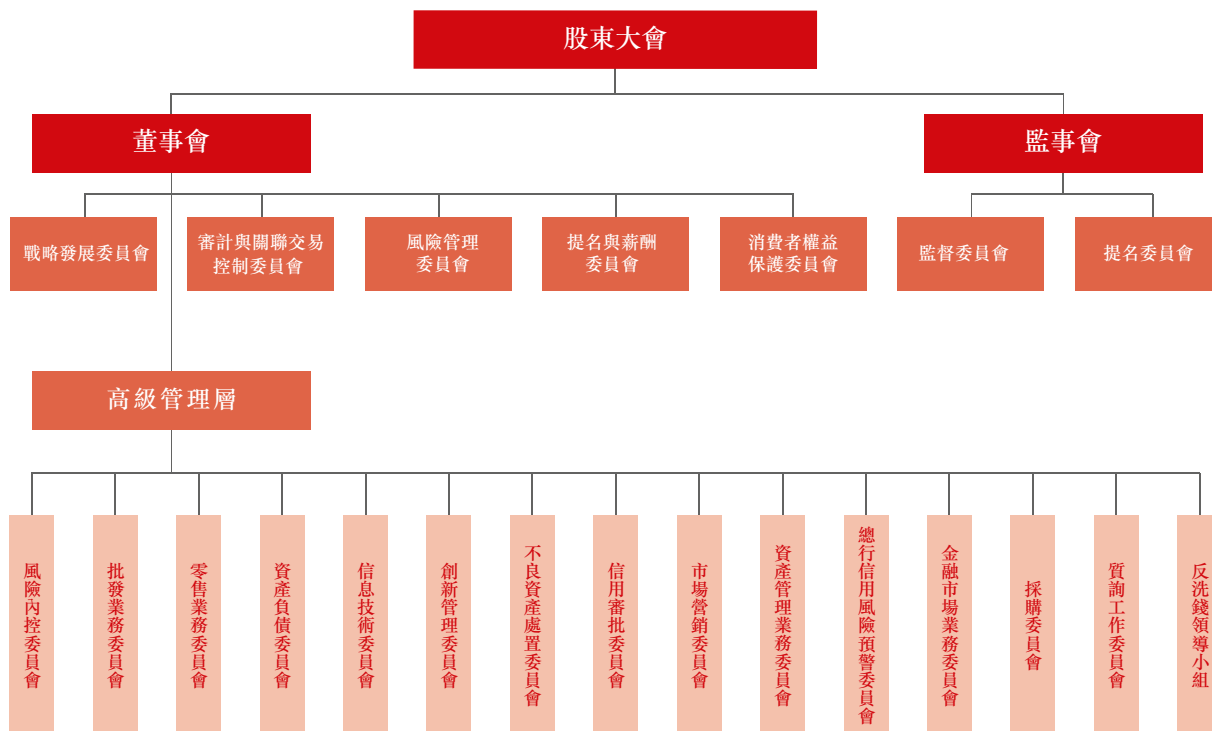 股東大會
董事會
監事會
戰略發展委員會
審計與關聯交易
控制委員會
風險管理
委員會
提名與薪酬
委員會
消費者權益
保護委員會
監督委員會
提名委員會
高級管理層
風險內控委員會
批發業務委員會
零售業務委員會
資產負債委員會
信息技術委員會
創新管理委員會
不良資產處置委員會
信用審批委員會
市場營銷委員會
資產管理業務委員會
總行信用風險預警委員會
金融市場業務委員會
採購委員會
質詢工作委員會
反洗錢領導小組